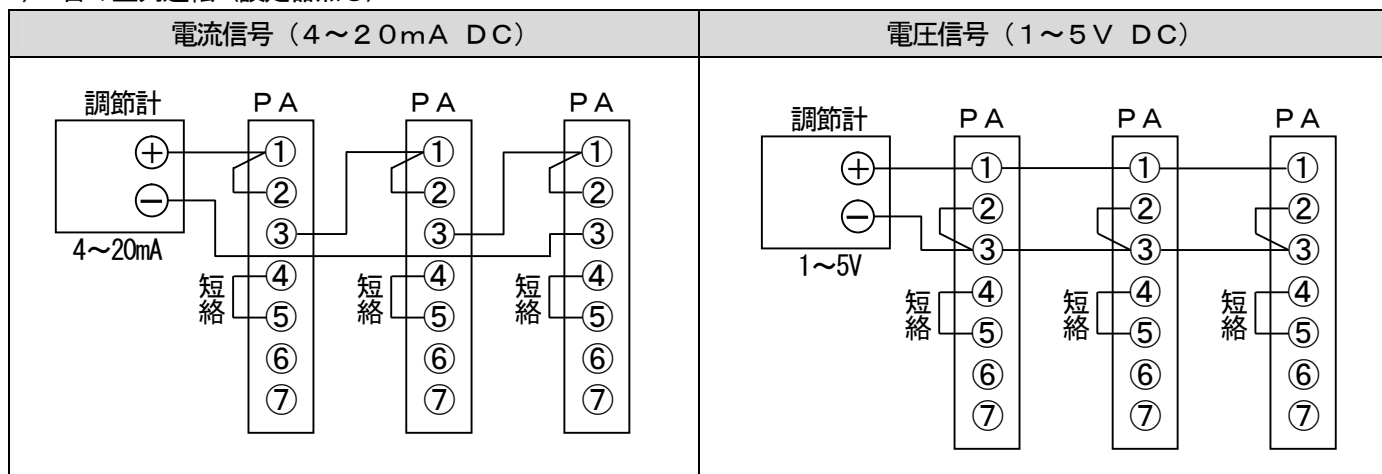 電流信号（４～２０ｍＡ ＤＣ）
電圧信号（１～５Ｖ ＤＣ）
調節計 ＰＡ ＰＡ ＰＡ
＋ ① ① ①
② ② ②
－
③ ③ ③
4～20mA
④ ④ ④
短絡 短絡 短絡
⑤ ⑤ ⑤
⑥ ⑥ ⑥
⑦ ⑦ ⑦
調節計 ＰＡ ＰＡ ＰＡ
＋ ① ① ①
② ② ②
－
③ ③ ③
1～5V
④ ④ ④
短絡 短絡 短絡
⑤ ⑤ ⑤
⑥ ⑥ ⑥
⑦ ⑦ ⑦